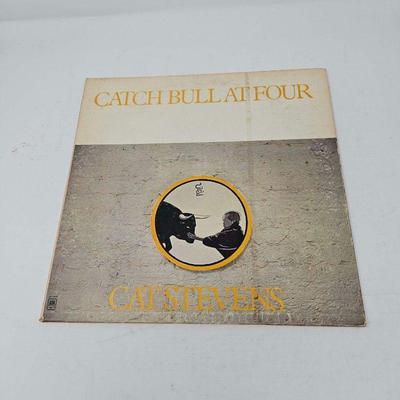 CATCH BULL AT FOUR
CAT STEVENS